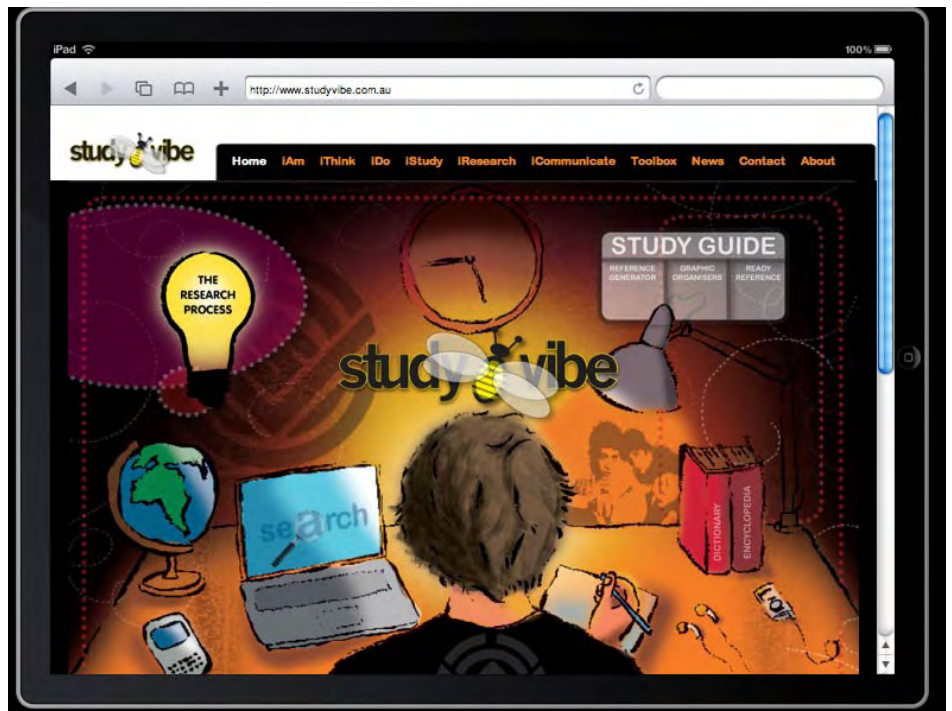 iPad
100%
http://www.studyvibe.com.au
study vibe
Home iAm iThink iDo iStudy iResearch iCommunicate Toolbox News Contact About
STUDY GUIDE
REFERENCE GENERATOR
GRAPHIC ORGANISERS
READY REFERENCE
THE
RESEARCH
PROCESS
study vibe
search
DICTIONARY
ENCYCLOPEDIA